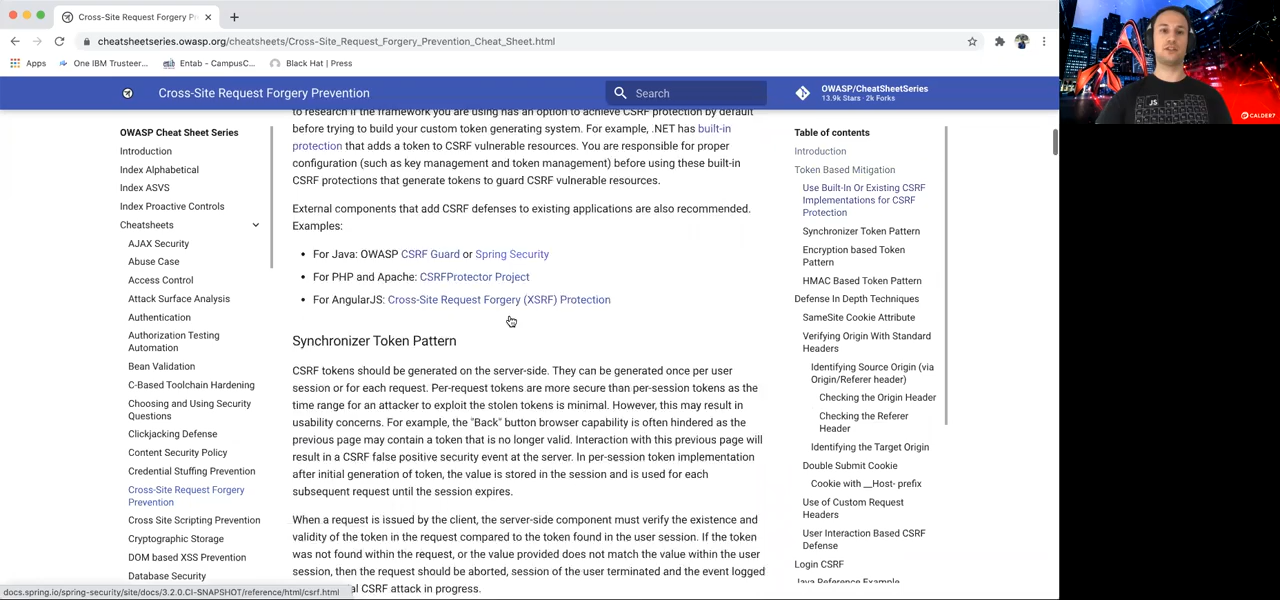 Cross-Site Request Forgery P
cheatsheetseries.owasp.org/cheatsheets/Cross-Site_Request_Forgery_Prevention_Cheat_Sheet.html
Apps
One IBM Trusteer...
Entab - CampusC...
Black Hat | Press
Cross-Site Request Forgery Prevention
Search
OWASP/CheatSheetSeries
13.9k Stars · 2k Forks
OWASP Cheat Sheet Series
Introduction
Index Alphabetical
Index ASVS
Index Proactive Controls
Cheatsheets
AJAX Security
Abuse Case
Access Control
Attack Surface Analysis
Authentication
Authorization Testing
Automation
Bean Validation
C-Based Toolchain Hardening
Choosing and Using Security
Questions
Clickjacking Defense
Content Security Policy
Credential Stuffing Prevention
Cross-Site Request Forgery
Prevention
Cross Site Scripting Prevention
Cryptographic Storage
DOM based XSS Prevention
Database Security
to research if the framework you are using has an option to achieve CSRF protection by default
before trying to build your custom token generating system. For example, .NET has built-in
protection that adds a token to CSRF vulnerable resources. You are responsible for proper
configuration (such as key management and token management) before using these built-in
CSRF protections that generate tokens to guard CSRF vulnerable resources.
External components that add CSRF defenses to existing applications are also recommended.
Examples:
• For Java: OWASP CSRF Guard or Spring Security
• For PHP and Apache: CSRFProtector Project
• For AngularJS: Cross-Site Request Forgery (XSRF) Protection
Synchronizer Token Pattern
CSRF tokens should be generated on the server-side. They can be generated once per user
session or for each request. Per-request tokens are more secure than per-session tokens as the
time range for an attacker to exploit the stolen tokens is minimal. However, this may result in
usability concerns. For example, the "Back" button browser capability is often hindered as the
previous page may contain a token that is no longer valid. Interaction with this previous page will
result in a CSRF false positive security event at the server. In per-session token implementation
after initial generation of token, the value is stored in the session and is used for each
subsequent request until the session expires.
When a request is issued by the client, the server-side component must verify the existence and
validity of the token in the request compared to the token found in the user session. If the token
was not found within the request, or the value provided does not match the value within the user
session, then the request should be aborted, session of the user terminated and the event logged
al CSRF attack in progress.
Table of contents
Introduction
Token Based Mitigation
Use Built-In Or Existing CSRF
Implementations for CSRF
Protection
Synchronizer Token Pattern
Encryption based Token
Pattern
HMAC Based Token Pattern
Defense In Depth Techniques
SameSite Cookie Attribute
Verifying Origin With Standard
Headers
Identifying Source Origin (via
Origin/Referer header)
Checking the Origin Header
Checking the Referer
Header
Identifying the Target Origin
Double Submit Cookie
Cookie with __Host- prefix
Use of Custom Request
Headers
User Interaction Based CSRF
Defense
Login CSRF
Java Reference Example
docs.spring.io/spring-security/site/docs/3.2.0.CI-SNAPSHOT/reference/html/csrf.html
JS
CALDER7